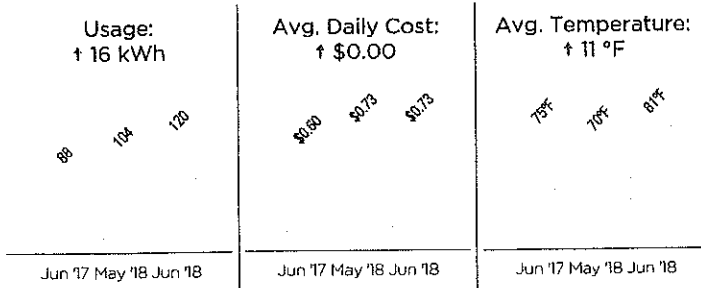 Usage:
↑ 16 kWh
88
104
120
Jun '17 May '18 Jun '18
Avg. Daily Cost:
↑ $0.00
$0.60
$0.73
$0.73
Jun '17 May '18 Jun '18
Avg. Temperature:
↑ 11 °F
75°F
70°F
81°F
Jun '17 May '18 Jun '18